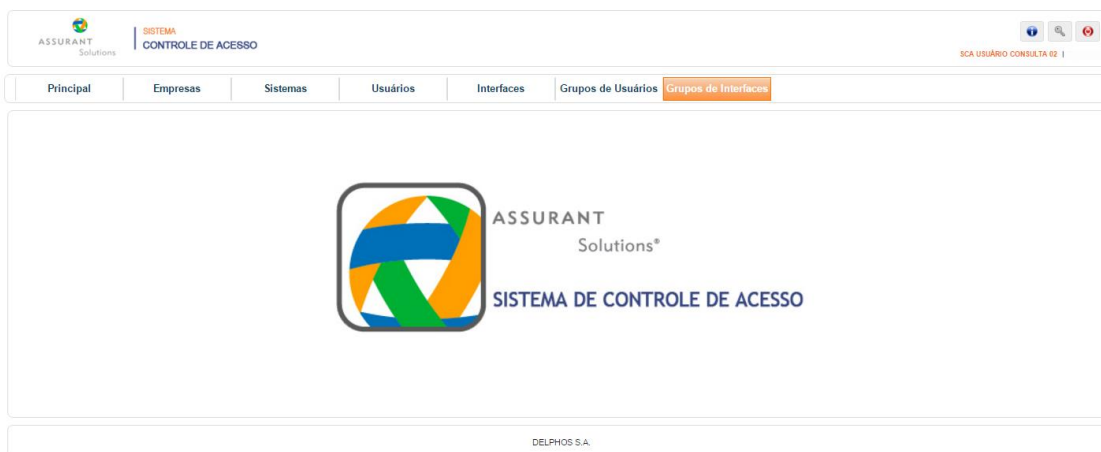 ASSURANT
Solutions
SISTEMA
CONTROLE DE ACESSO
SCA USUÁRIO CONSULTA 02 |
Principal
Empresas
Sistemas
Usuários
Interfaces
Grupos de Usuários
Grupos de Interfaces
ASSURANT
Solutions®
SISTEMA DE CONTROLE DE ACESSO
DELPHOS S.A.